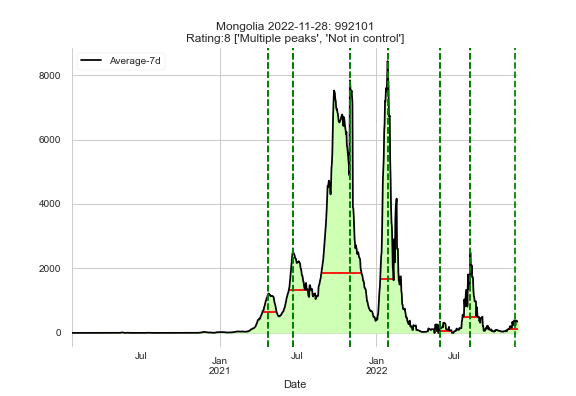 Mongolia 2022-11-28: 992101
Rating:8 ['Multiple peaks', 'Not in control']
Average-7d
8000
6000
4000
2000
0
Jul
Jan
2021
Jul
Jan
2022
Jul
Date